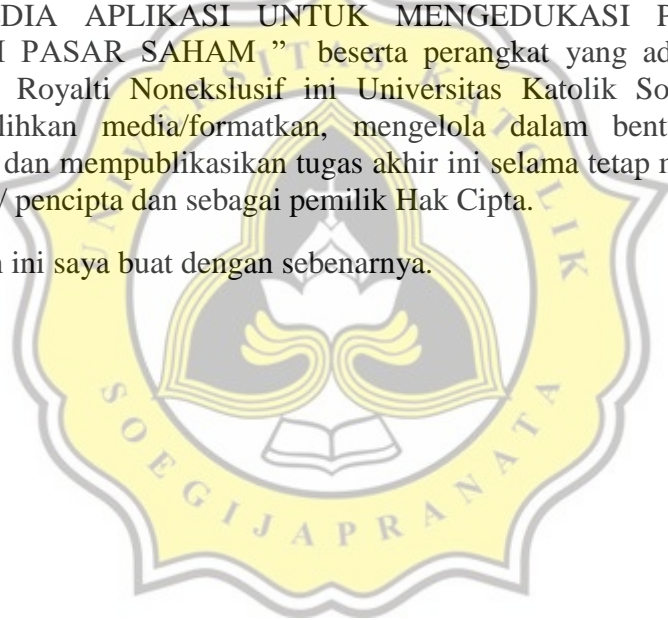 DIA APLIKASI UNTUK MENGEDUKASI
PASAR SAHAM ” beserta perangkat yang ad
Royalti Nonekslusif ini Universitas Katolik So
lihkan media/formatkan, mengelola dalam bent
dan mempublikasikan tugas akhir ini selama tetap
/ pencipta dan sebagai pemilik Hak Cipta.
ini saya buat dengan sebenarnya.
UNIVERSITAS KATOLIK
SOEGIJAPRANATA